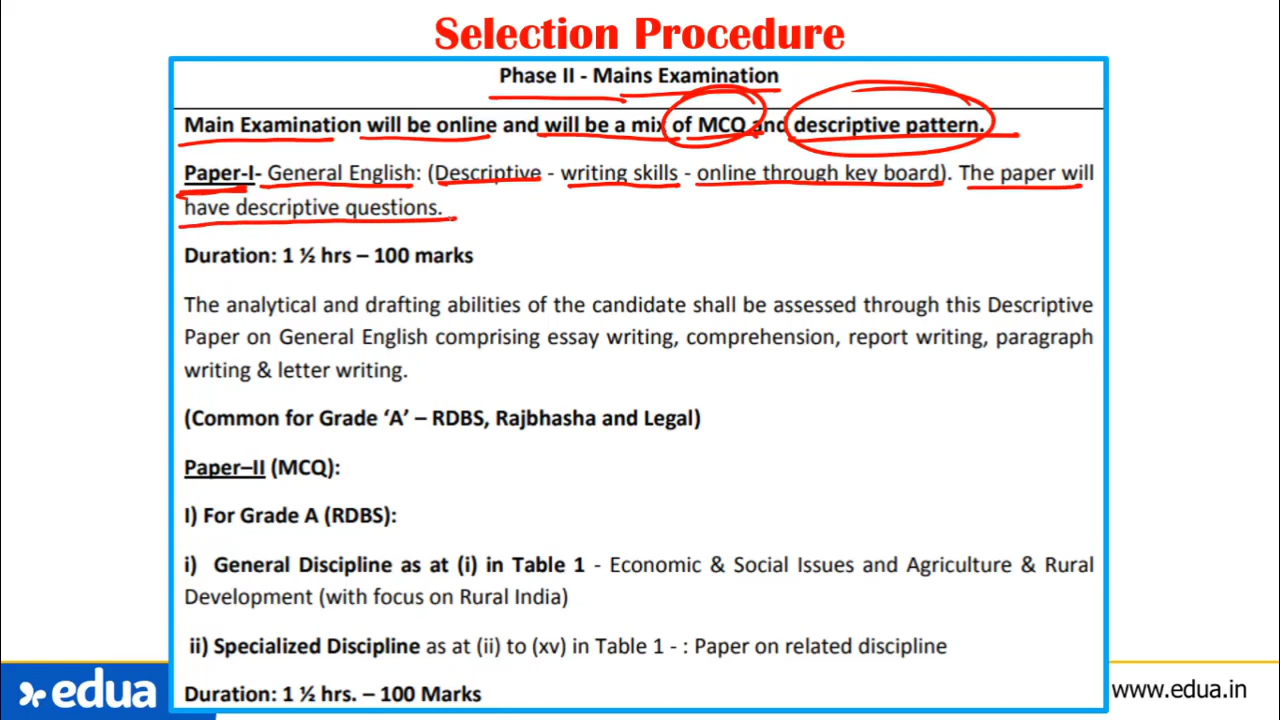 Selection Procedure
Phase II - Mains Examination
Main Examination will be online and will be a mix of MCQ and descriptive pattern.
Paper-I- General English: (Descriptive - writing skills - online through key board). The paper will
have descriptive questions.
Duration: 1 ½ hrs – 100 marks
The analytical and drafting abilities of the candidate shall be assessed through this Descriptive
Paper on General English comprising essay writing, comprehension, report writing, paragraph
writing & letter writing.
(Common for Grade ‘A’ – RDBS, Rajbhasha and Legal)
Paper–II (MCQ):
I) For Grade A (RDBS):
i) General Discipline as at (i) in Table 1 - Economic & Social Issues and Agriculture & Rural
Development (with focus on Rural India)
ii) Specialized Discipline as at (ii) to (xv) in Table 1 - : Paper on related discipline
Duration: 1 ½ hrs. – 100 Marks
edua
www.edua.in